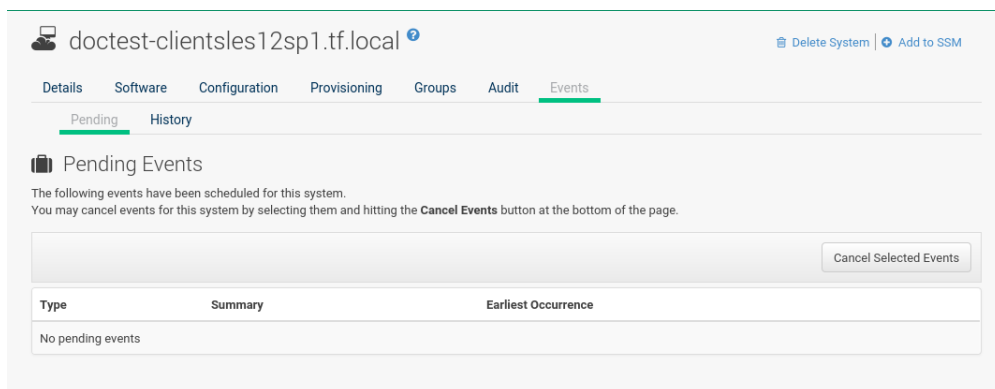 doctest-clientsles12sp1.tf.local ?
Delete System | Add to SSM
Details Software Configuration Provisioning Groups Audit Events
Pending History
Pending Events
The following events have been scheduled for this system.
You may cancel events for this system by selecting them and hitting the Cancel Events button at the bottom of the page.
Cancel Selected Events
Type Summary Earliest Occurrence
No pending events